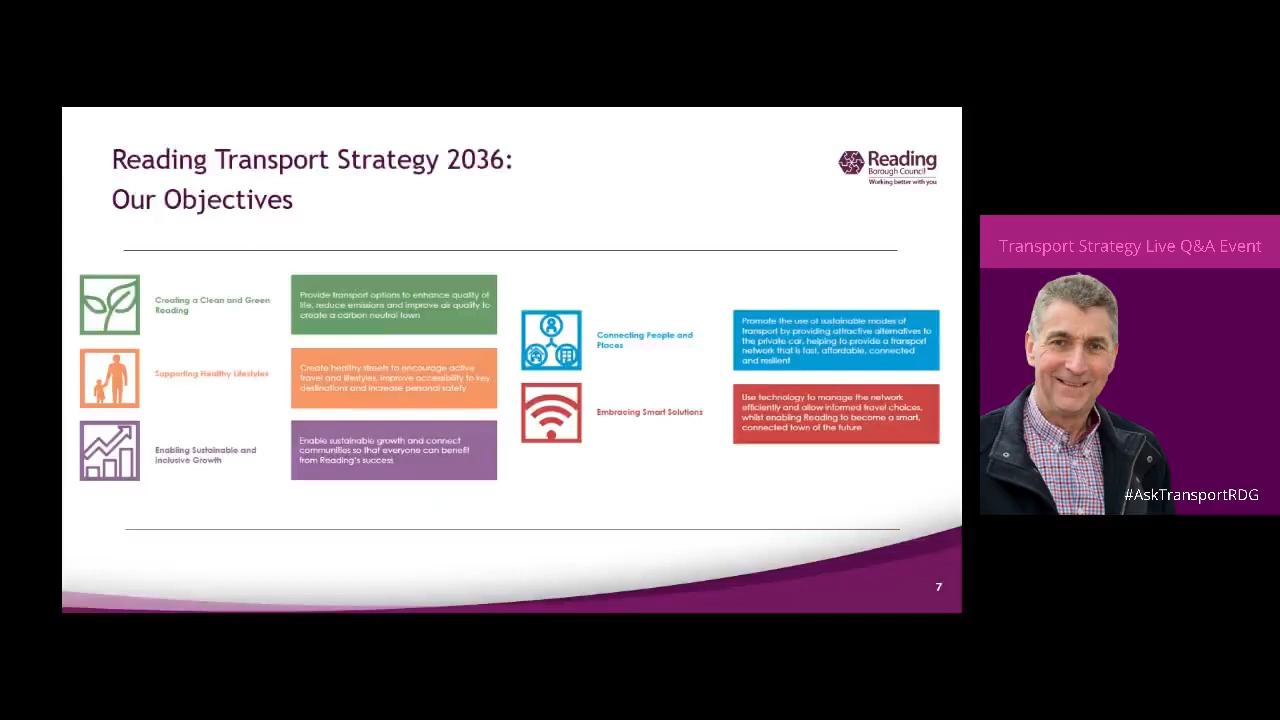 Reading Transport Strategy 2036:
Our Objectives
Reading
Borough Council
Working better with you
Creating a Clean and Green
Reading
Provide transport options to enhance quality of
life, reduce emissions and improve air quality to
create a carbon neutral town
Supporting Healthy Lifestyles
Create healthy streets to encourage active
travel and lifestyles, improve accessibility to key
destinations and increase personal safety
Enabling Sustainable and
Inclusive Growth
Enable sustainable growth and connect
communities so that everyone can benefit
from Reading's success
Connecting People and
Places
Promote the use of sustainable modes of
transport by providing attractive alternatives to
the private car, helping to provide a transport
network that is fast, affordable, connected
and resilient
Embracing Smart Solutions
Use technology to manage the network
efficiently and allow informed travel choices,
whilst enabling Reading to become a smart,
connected town of the future
7
Transport Strategy Live Q&A Event
#AskTransportRDG